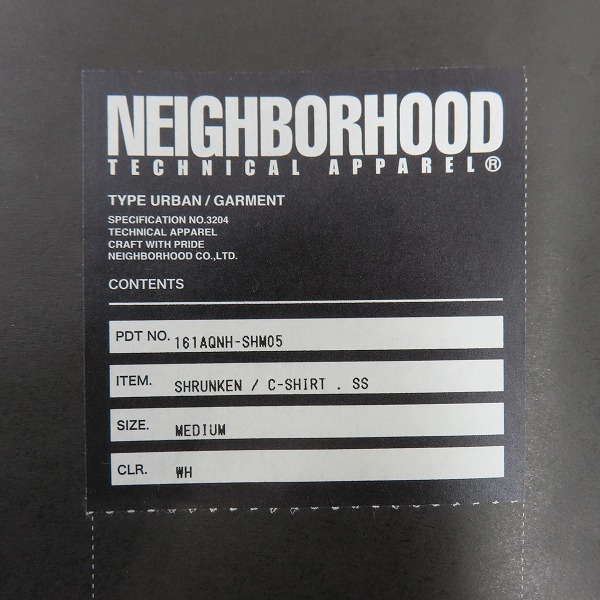 NEIGHBORHOOD
TECHNICAL APPAREL®
TYPE URBAN / GARMENT
SPECIFICATION NO.3204
TECHNICAL APPAREL
CRAFT WITH PRIDE
NEIGHBORHOOD CO.,LTD.
CONTENTS
PDT NO. 161AQNH-SHM05
ITEM. SHRUNKEN / C-SHIRT . SS
SIZE. MEDIUM
CLR. WH